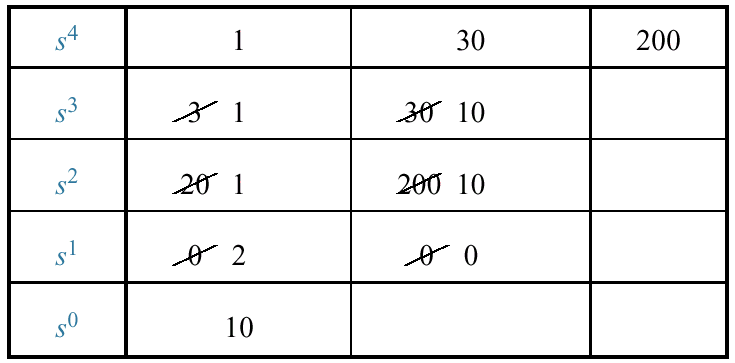 s⁴ 1 30 200
s³ ~~3~~ 1 ~~30~~ 10
s² ~~20~~ 1 ~~200~~ 10
s¹ ~~0~~ 2 ~~0~~ 0
s⁰ 10